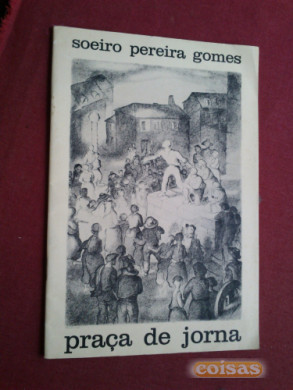 soeiro pereira gomes
praça de jorna
coisas